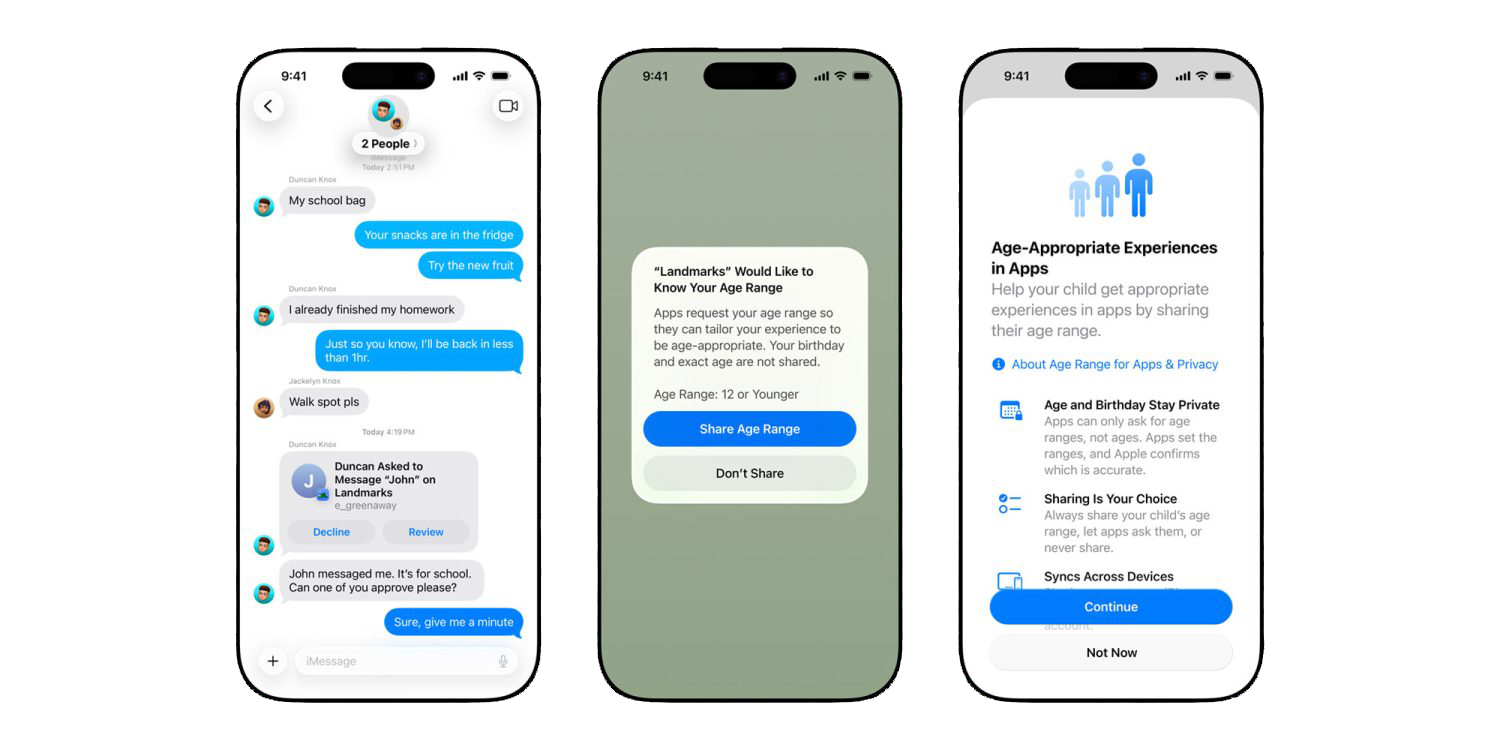 9:41
2 People
iMessage
Today 2:51 PM
Duncan Knox
My school bag
Your snacks are in the fridge
Try the new fruit
Duncan Knox
I already finished my homework
Just so you know, I'll be back in less
than 1hr.
Jackelyn Knox
Walk spot pls
Today 4:19 PM
Duncan Knox
J
Duncan Asked to
Message “John” on
Landmarks
e_greenaway
Decline
Review
John messaged me. It's for school.
Can one of you approve please?
Sure, give me a minute
iMessage
9:41
“Landmarks” Would Like to
Know Your Age Range
Apps request your age range so
they can tailor your experience to
be age-appropriate. Your birthday
and exact age are not shared.
Age Range: 12 or Younger
Share Age Range
Don't Share
9:41
Age-Appropriate Experiences
in Apps
Help your child get appropriate
experiences in apps by sharing
their age range.
About Age Range for Apps & Privacy
Age and Birthday Stay Private
Apps can only ask for age
ranges, not ages. Apps set the
ranges, and Apple confirms
which is accurate.
Sharing Is Your Choice
Always share your child's age
range, let apps ask them, or
never share.
Syncs Across Devices
Continue
account.
Not Now